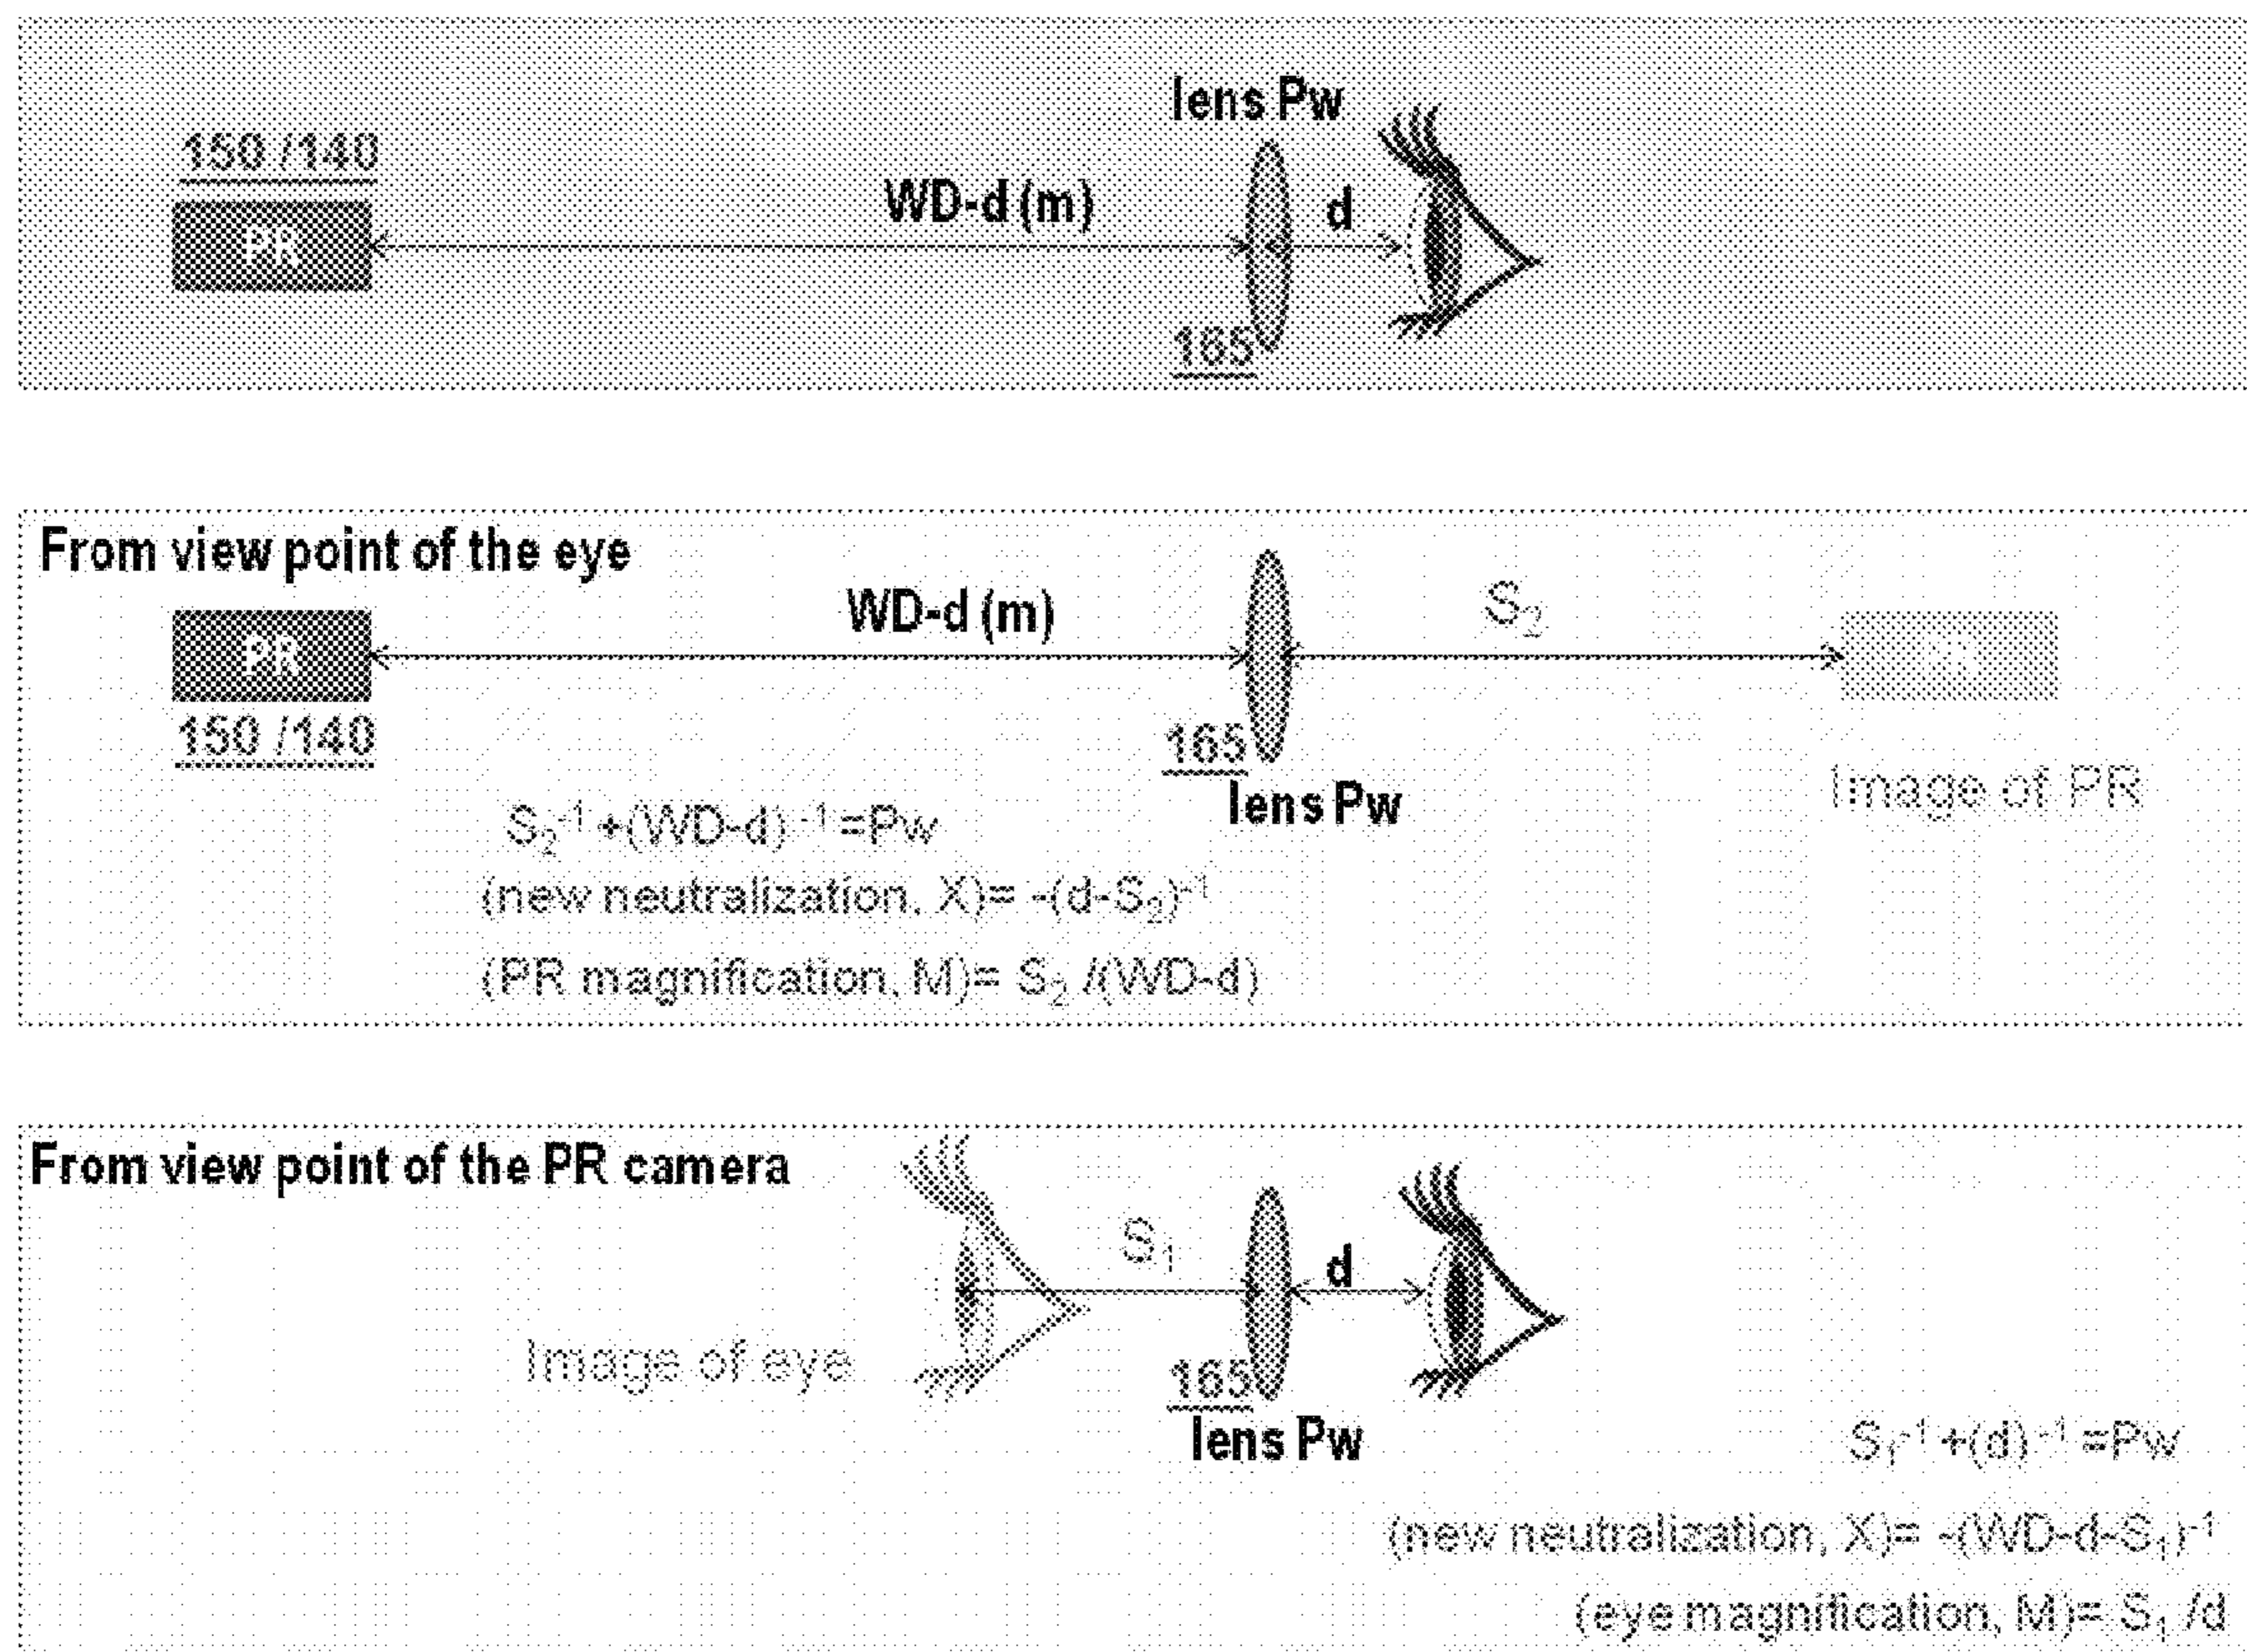 lens Pw
150 /140
PR
WD-d (m)
d
165
From view point of the eye
PR
WD-d (m)
S₂
150 /140
165
lens Pw
Image of PR
S₂⁻¹+(WD-d)⁻¹=Pw
(new neutralization, X)= -(d-S₂)⁻¹
(PR magnification, M)= S₂ /(WD-d)
From view point of the PR camera
S₁
d
Image of eye
165
lens Pw
S₁⁻¹+(d)⁻¹=Pw
(new neutralization, X)= -(WD-d-S₁)⁻¹
(eye magnification, M)= S₁ /d